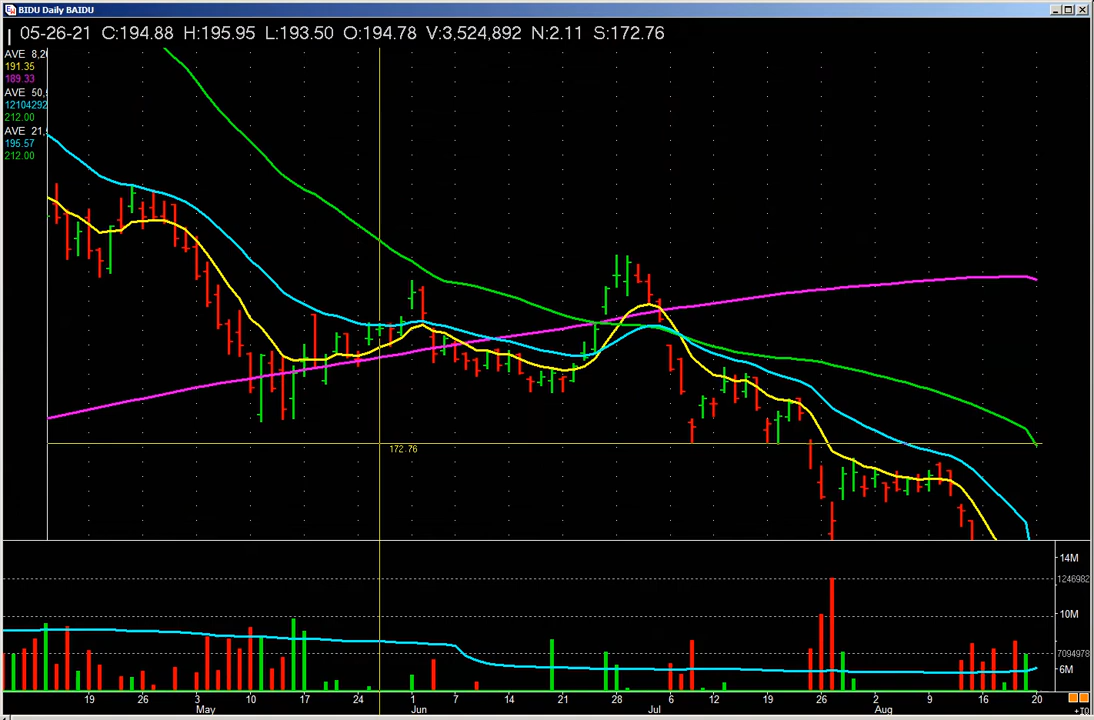 BIDU Daily BAIDU
05-26-21 C:194.88 H:195.95 L:193.50 O:194.78 V:3,524,892 N:2.11 S:172.76
AVE 8,20
191.35
189.33
AVE 50,
12104292
212.00
AVE 21,
195.57
212.00
172.76
14M
1246982
10M
7094978
6M
19 26 3 10 17 24 1 7 14 21 28 6 12 19 26 2 9 16 20
May Jun Jul Aug